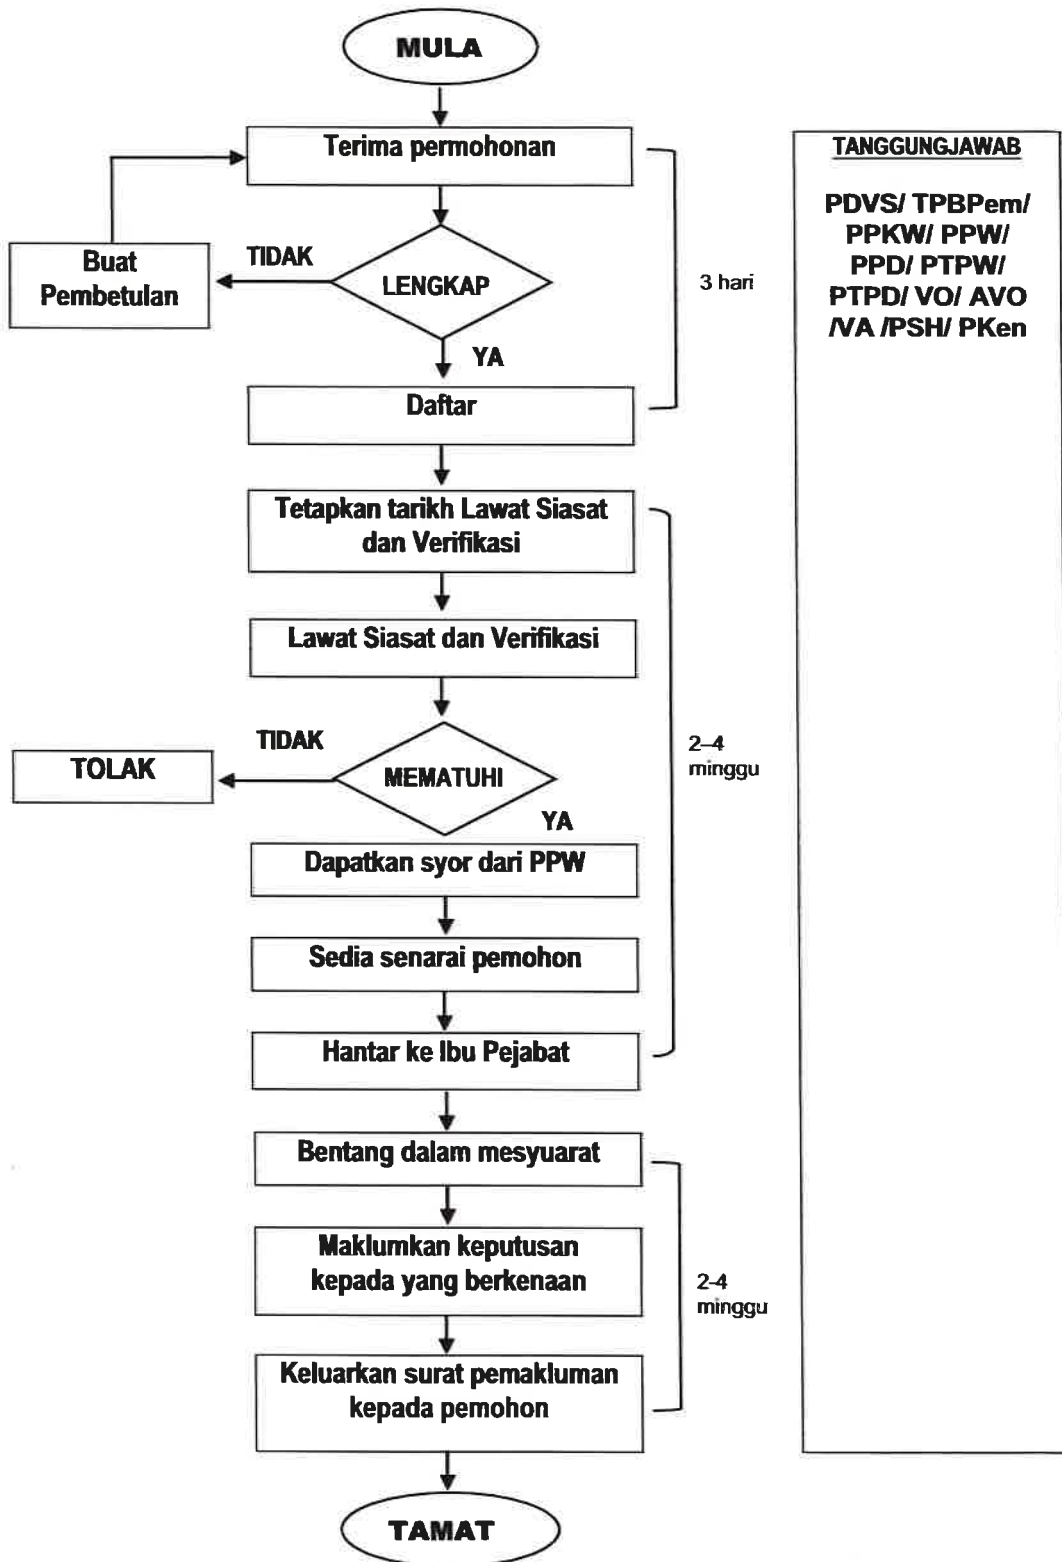 MULA
Terima permohonan
TIDAK
Buat
Pembetulan
LENGKAP
YA
3 hari
Daftar
Tetapkan tarikh Lawat Siasat
dan Verifikasi
Lawat Siasat dan Verifikasi
TIDAK
TOLAK
MEMATUHI
YA
2–4
minggu
Dapatkan syor dari PPW
Sedia senarai pemohon
Hantar ke Ibu Pejabat
Bentang dalam mesyuarat
Maklumkan keputusan
kepada yang berkenaan
2-4
minggu
Keluarkan surat pemakluman
kepada pemohon
TAMAT
TANGGUNGJAWAB
PDVS/ TPBPem/
PPKW/ PPW/
PPD/ PTPW/
PTPD/ VO/ AVO
/VA /PSH/ PKen